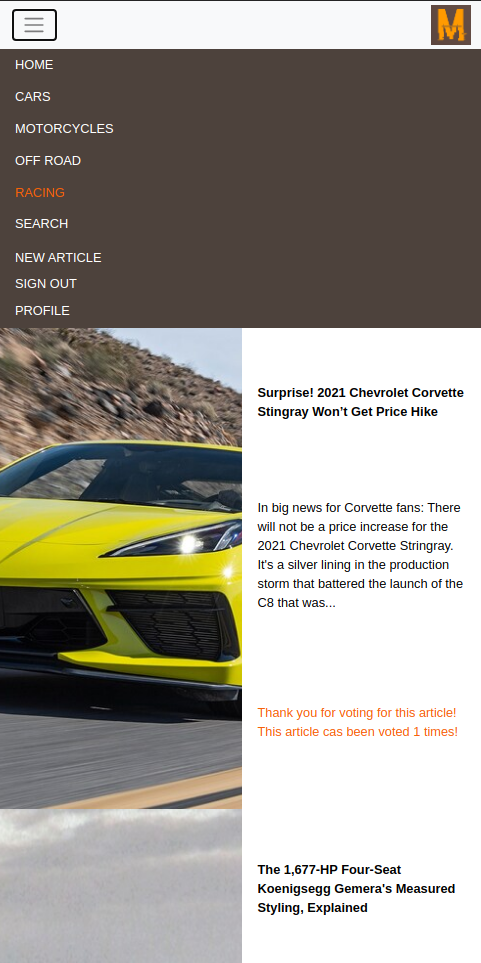 M
HOME
CARS
MOTORCYCLES
OFF ROAD
RACING
SEARCH
NEW ARTICLE
SIGN OUT
PROFILE
Surprise! 2021 Chevrolet Corvette
Stingray Won’t Get Price Hike
In big news for Corvette fans: There
will not be a price increase for the
2021 Chevrolet Corvette Stringray.
It's a silver lining in the production
storm that battered the launch of the
C8 that was...
Thank you for voting for this article!
This article cas been voted 1 times!
The 1,677-HP Four-Seat
Koenigsegg Gemera's Measured
Styling, Explained